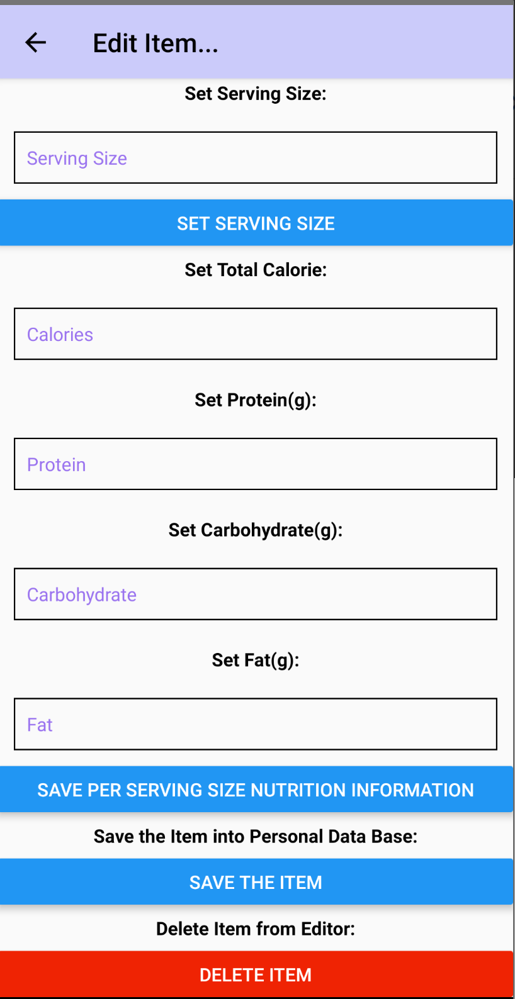 Edit Item...
Set Serving Size:
Serving Size
SET SERVING SIZE
Set Total Calorie:
Calories
Set Protein(g):
Protein
Set Carbohydrate(g):
Carbohydrate
Set Fat(g):
Fat
SAVE PER SERVING SIZE NUTRITION INFORMATION
Save the Item into Personal Data Base:
SAVE THE ITEM
Delete Item from Editor:
DELETE ITEM